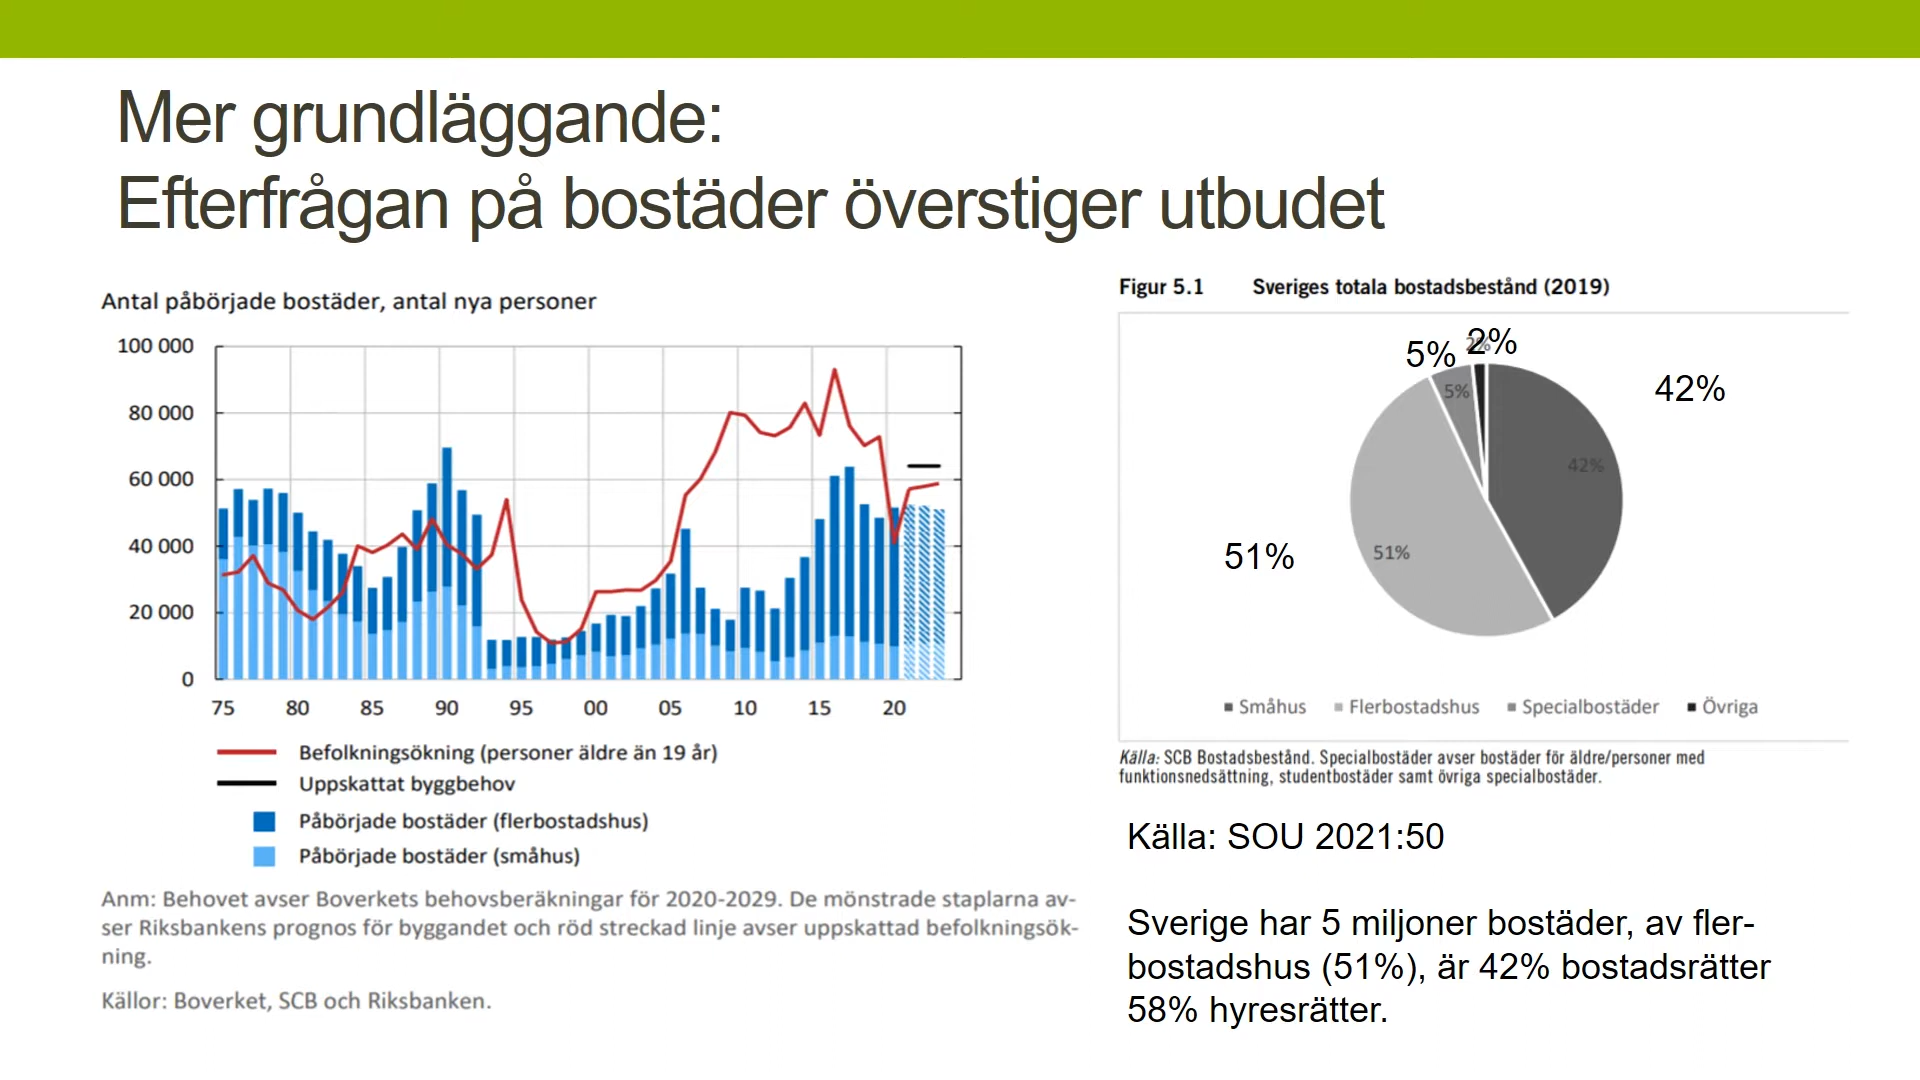 Mer grundläggande:
Efterfrågan på bostäder överstiger utbudet
Antal påbörjade bostäder, antal nya personer
100 000
80 000
60 000
40 000
20 000
0
75 80 85 90 95 00 05 10 15 20
Befolkningsökning (personer äldre än 19 år)
Uppskattat byggbehov
Påbörjade bostäder (flerbostadshus)
Påbörjade bostäder (småhus)
Anm: Behovet avser Boverkets behovsberäkningar för 2020-2029. De mönstrade staplarna av-
ser Riksbankens prognos för byggandet och röd streckad linje avser uppskattad befolkningsök-
ning.
Källor: Boverket, SCB och Riksbanken.
Figur 5.1 Sveriges totala bostadsbestånd (2019)
5% 2%
2%
42%
5%
42%
51%
51%
Småhus Flerbostadshus Specialbostäder Övriga
Källa: SCB Bostadsbestånd. Specialbostäder avser bostäder för äldre/personer med
funktionsnedsättning, studentbostäder samt övriga specialbostäder.
Källa: SOU 2021:50
Sverige har 5 miljoner bostäder, av fler-
bostadshus (51%), är 42% bostadsrätter
58% hyresrätter.